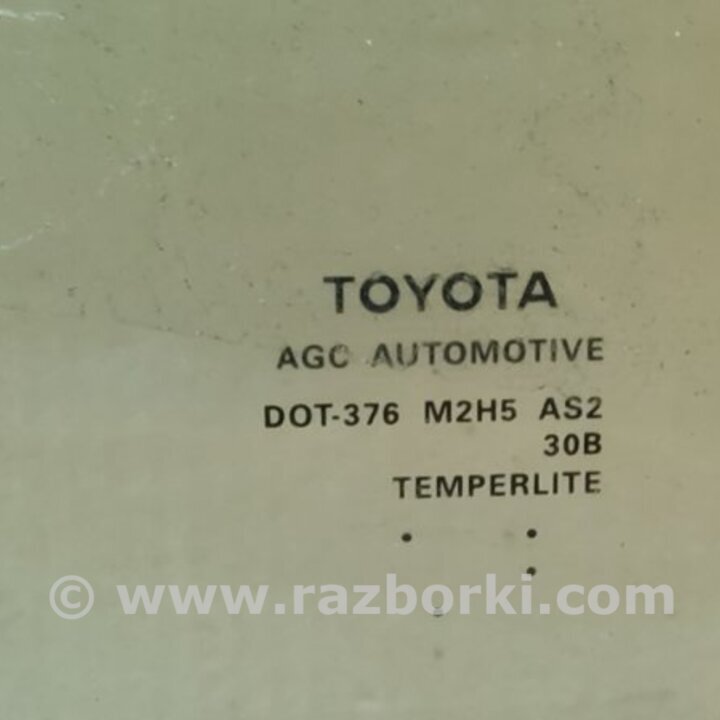 TOYOTA
AGC AUTOMOTIVE
DOT-376 M2H5 AS2
30B
TEMPERLITE
© www.razborki.com